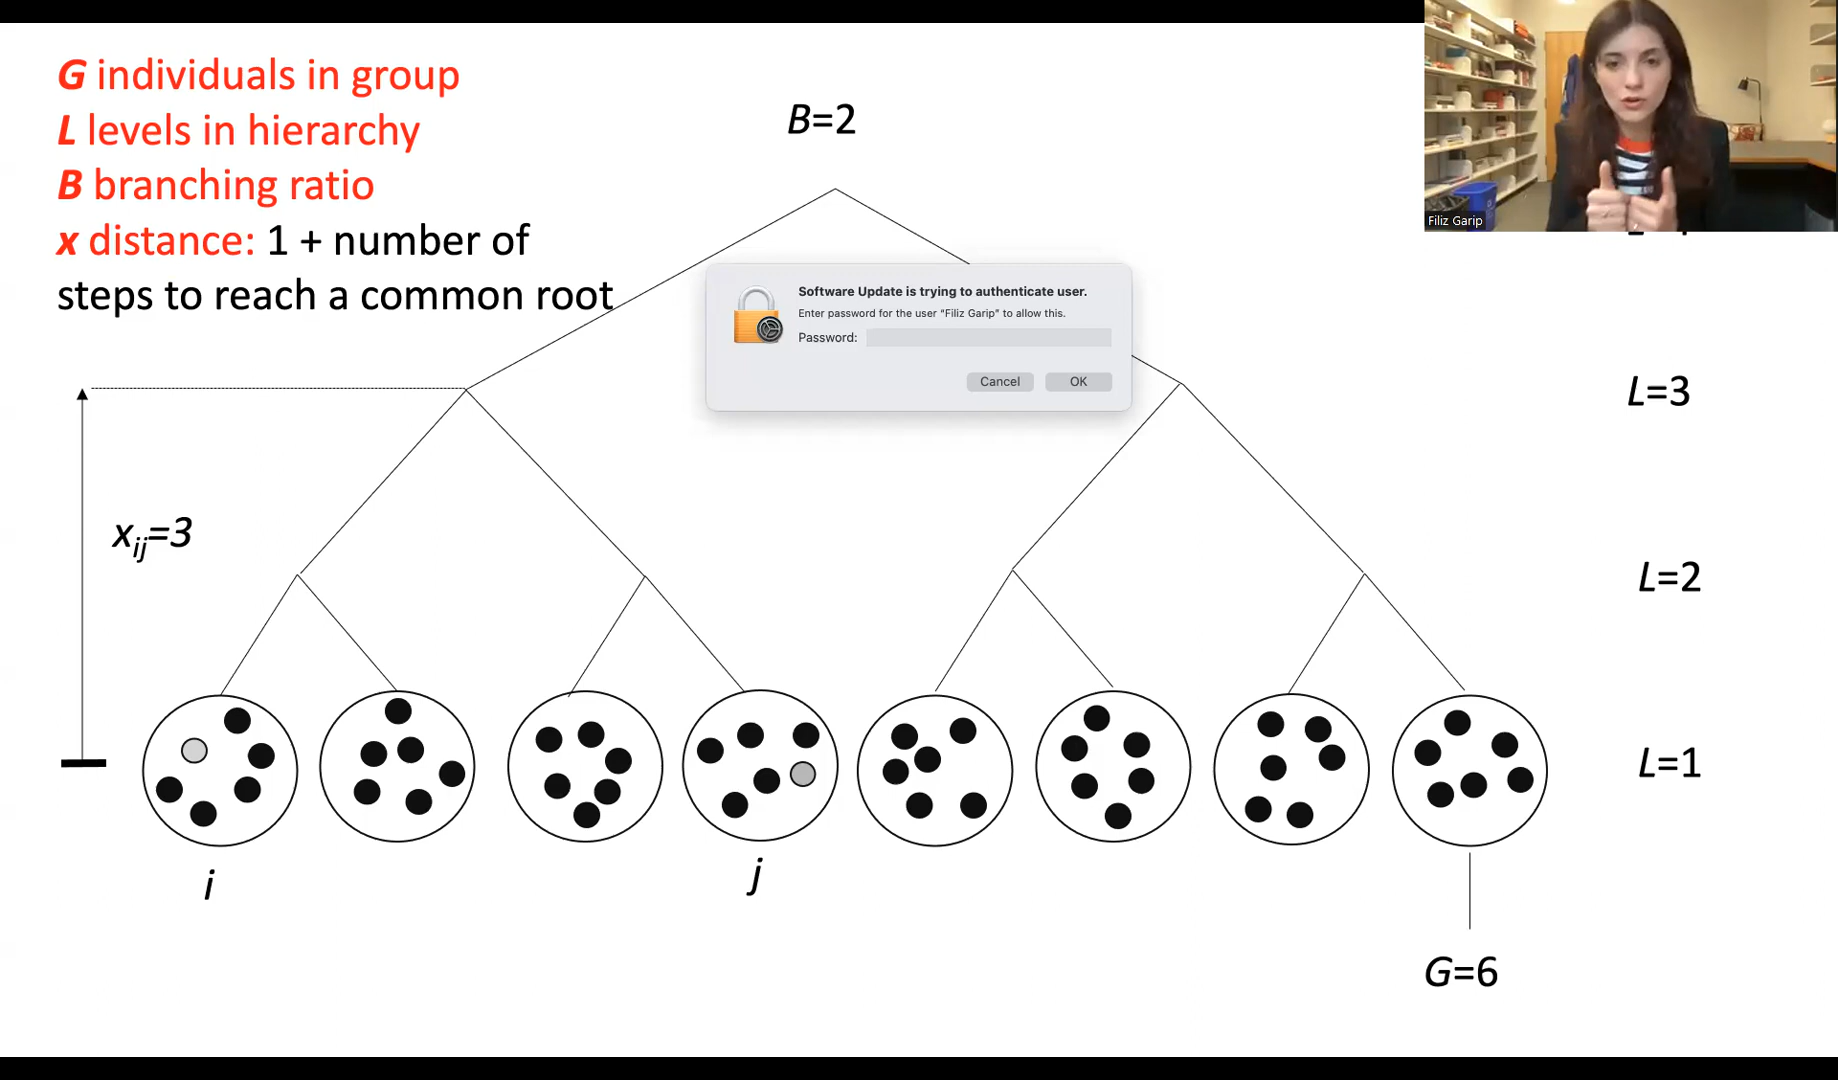 G individuals in group
L levels in hierarchy
B branching ratio
x distance: 1 + number of
steps to reach a common root
B=2
Filiz Garip
Software Update is trying to authenticate user.
Enter password for the user “Filiz Garip” to allow this.
Password:
Cancel
OK
L=3
xij=3
L=2
L=1
i
j
G=6